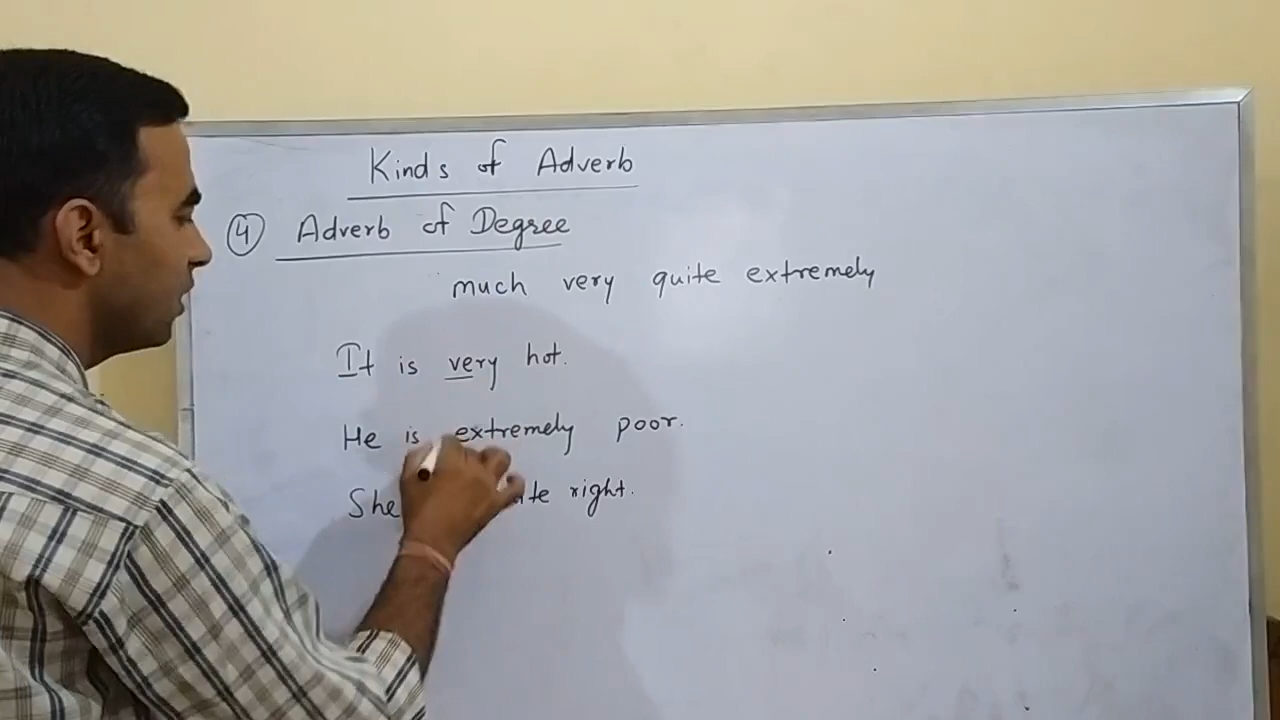 Kinds of Adverb
4 Adverb of Degree
much very quite extremely
It is very hot.
He is extremely poor.
She right.